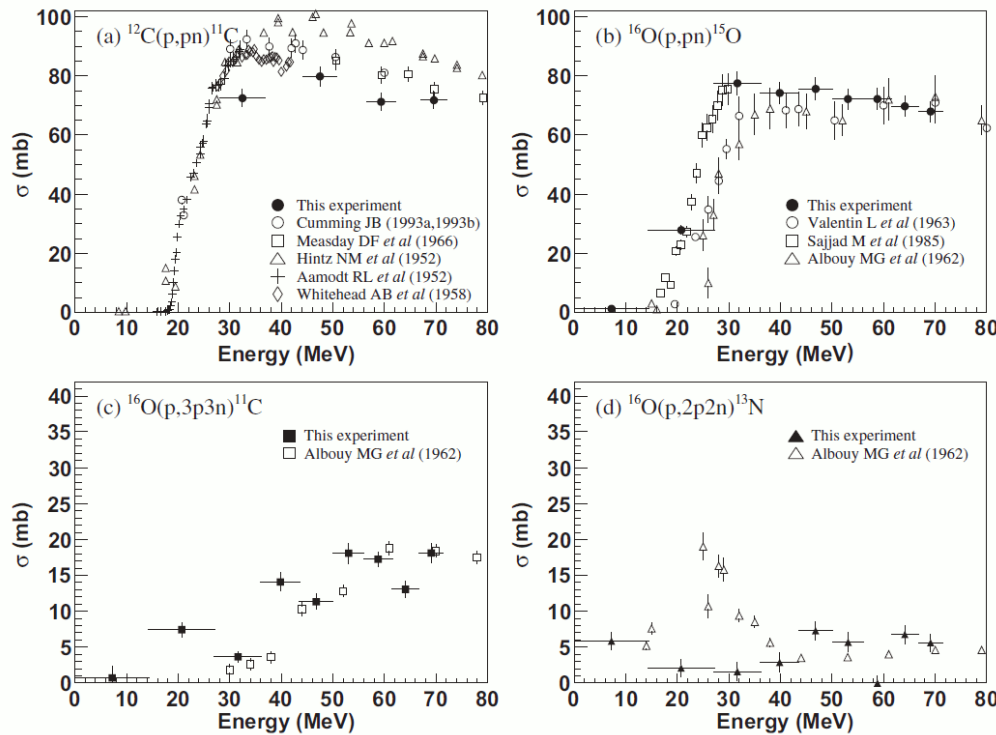 (a) ¹²C(p,pn)¹¹C
σ (mb)
100
80
60
40
20
0
This experiment
Cumming JB (1993a,1993b)
Measday DF et al (1966)
Hintz NM et al (1952)
Aamodt RL et al (1952)
Whitehead AB et al (1958)
0 10 20 30 40 50 60 70 80
Energy (MeV)
(b) ¹⁶O(p,pn)¹⁵O
σ (mb)
100
80
60
40
20
0
This experiment
Valentin L et al (1963)
Sajjad M et al (1985)
Albouy MG et al (1962)
0 10 20 30 40 50 60 70 80
Energy (MeV)
(c) ¹⁶O(p,3p3n)¹¹C
σ (mb)
40
35
30
25
20
15
10
5
0
This experiment
Albouy MG et al (1962)
0 10 20 30 40 50 60 70 80
Energy (MeV)
(d) ¹⁶O(p,2p2n)¹³N
σ (mb)
40
35
30
25
20
15
10
5
0
This experiment
Albouy MG et al (1962)
0 10 20 30 40 50 60 70 80
Energy (MeV)